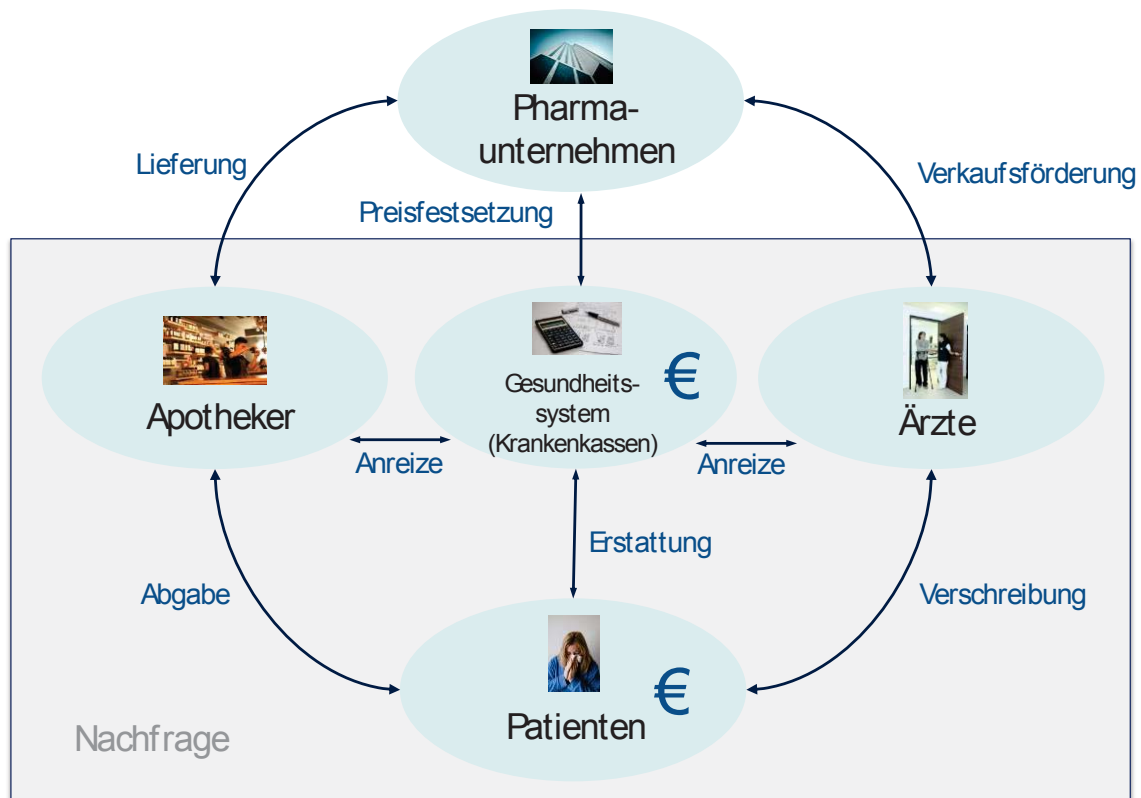 Pharma-
unternehmen
Lieferung
Verkaufsförderung
Preisfestsetzung
Apotheker
Gesundheits-
system
(Krankenkassen)
€
Ärzte
Anreize
Anreize
Erstattung
Abgabe
Verschreibung
Patienten
€
Nachfrage